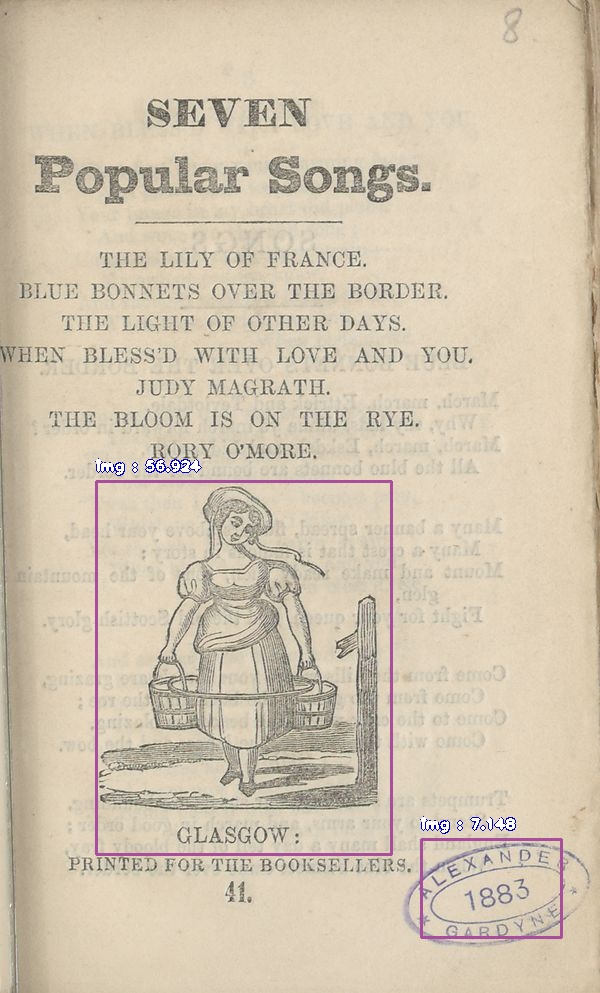 8
SEVEN
Popular Songs.
THE LILY OF FRANCE.
BLUE BONNETS OVER THE BORDER.
THE LIGHT OF OTHER DAYS.
WHEN BLESS'D WITH LOVE AND YOU.
JUDY MAGRATH.
THE BLOOM IS ON THE RYE.
RORY O'MORE.
img : 56.924
GLASGOW:
PRINTED FOR THE BOOKSELLERS.
41.
img : 7.148
ALEXANDER
1883
GARDYNE